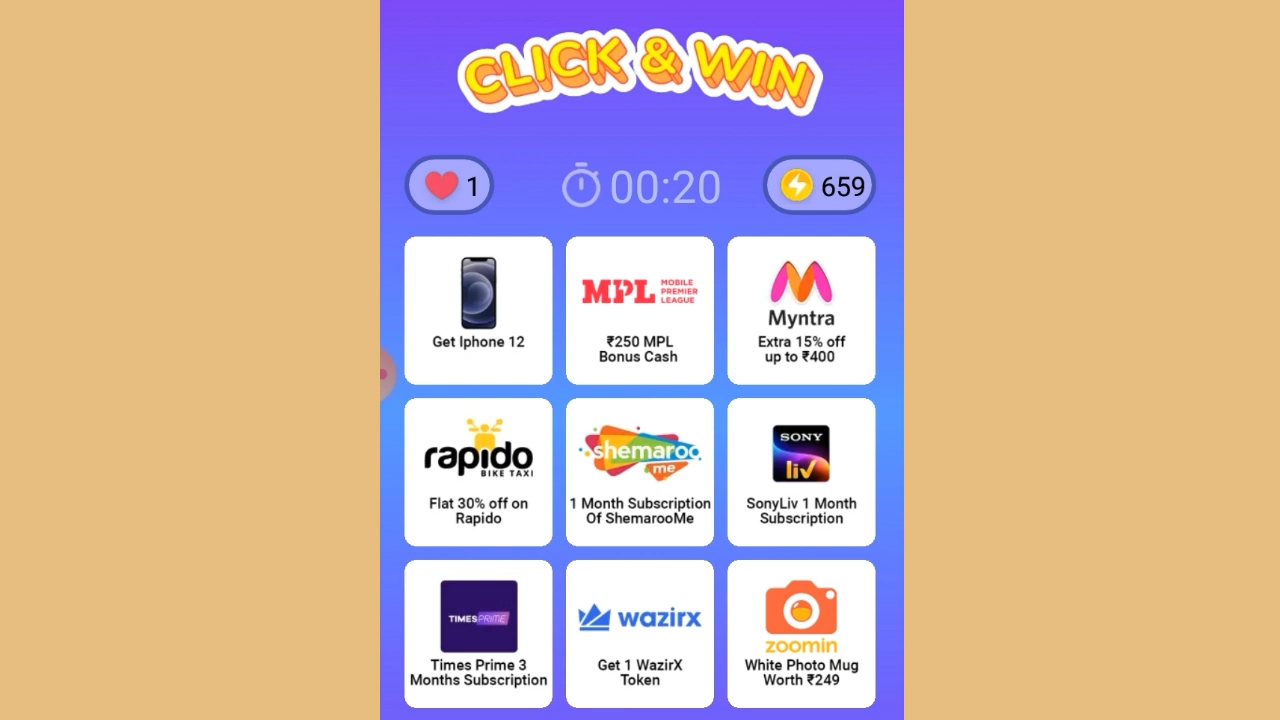 CLICK & WIN
1
00:20
659
Get Iphone 12
MPL MOBILE
PREMIER
LEAGUE
₹250 MPL
Bonus Cash
Myntra
Extra 15% off
up to ₹400
rapido
BIKE TAXI
Flat 30% off on
Rapido
shemaroo
me
1 Month Subscription
Of ShemarooMe
SONY
liv
SonyLiv 1 Month
Subscription
TIMES PRIME
Times Prime 3
Months Subscription
wazirx
Get 1 WazirX
Token
zoomin
White Photo Mug
Worth ₹249